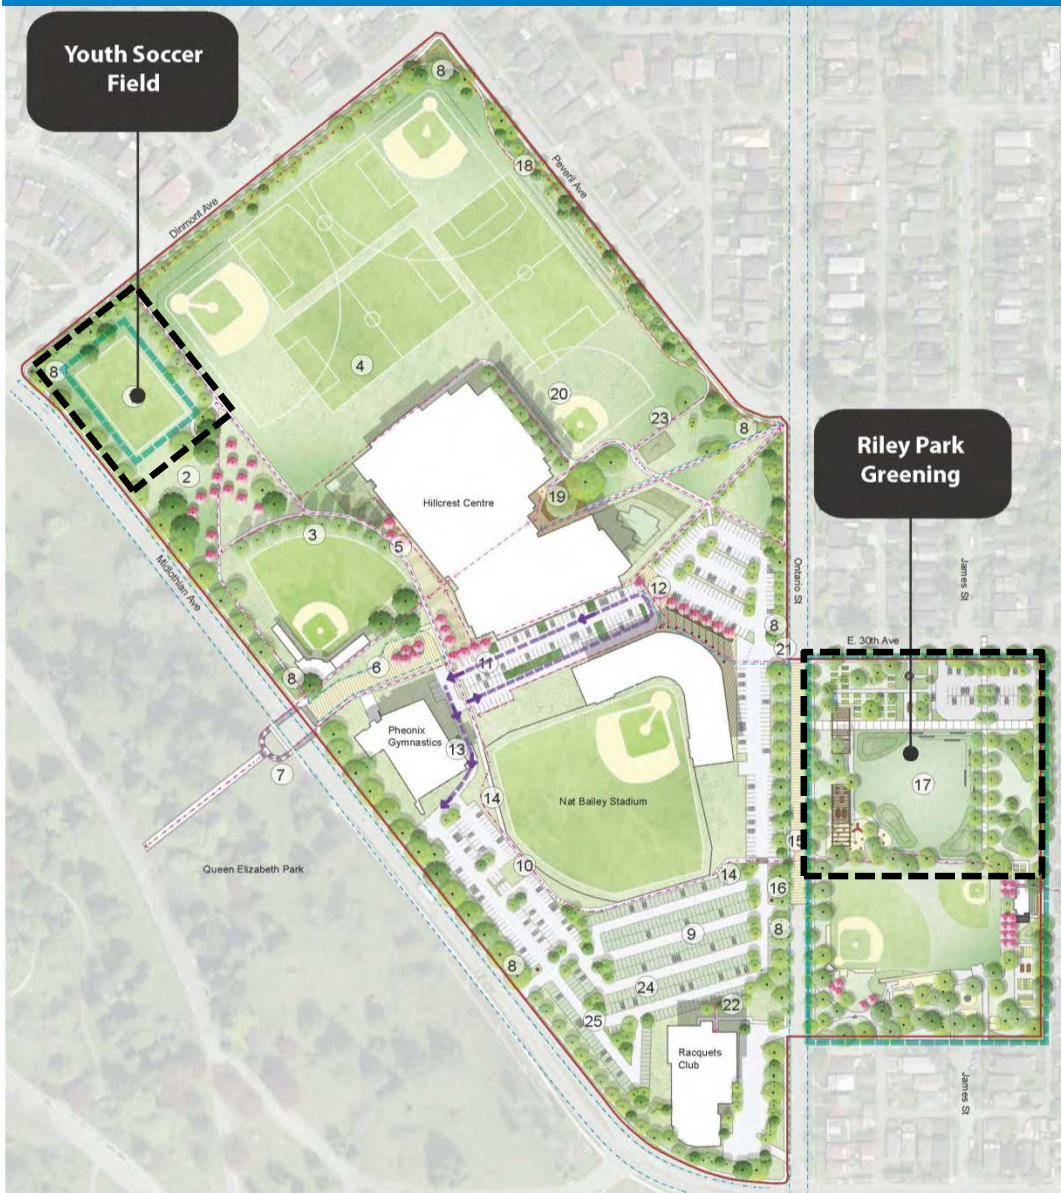 Youth Soccer
Field
8
18
Peveril Ave
Dinmont Ave
4
8
20
23
8
2
Riley Park
Greening
Hillcrest Centre
19
3
5
Midlothian Ave
Ontario St
James St
12
8
E. 30th Ave
21
6
11
8
Pheonix
Gymnastics
13
7
14
Nat Bailey Stadium
17
15
10
14
Queen Elizabeth Park
16
9
8
8
24
22
25
Racquets
Club
James St